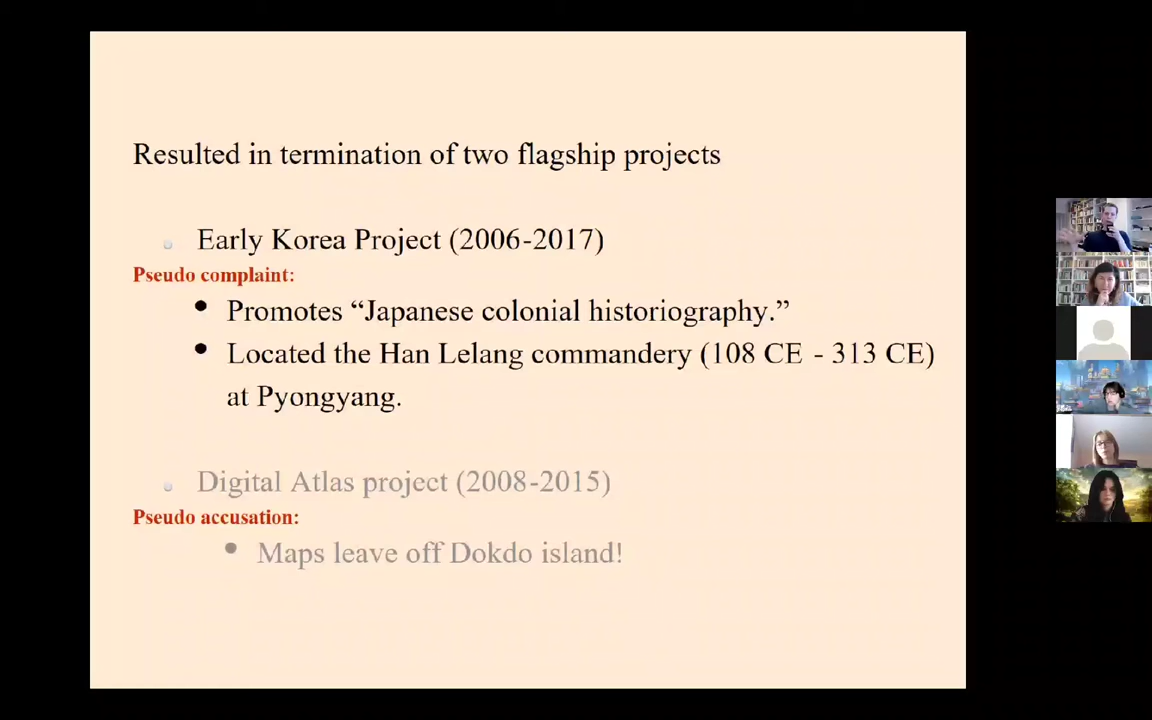 Resulted in termination of two flagship projects
Early Korea Project (2006-2017)
Pseudo complaint:
• Promotes “Japanese colonial historiography.”
• Located the Han Lelang commandery (108 CE - 313 CE)
at Pyongyang.
Digital Atlas project (2008-2015)
Pseudo accusation:
• Maps leave off Dokdo island!